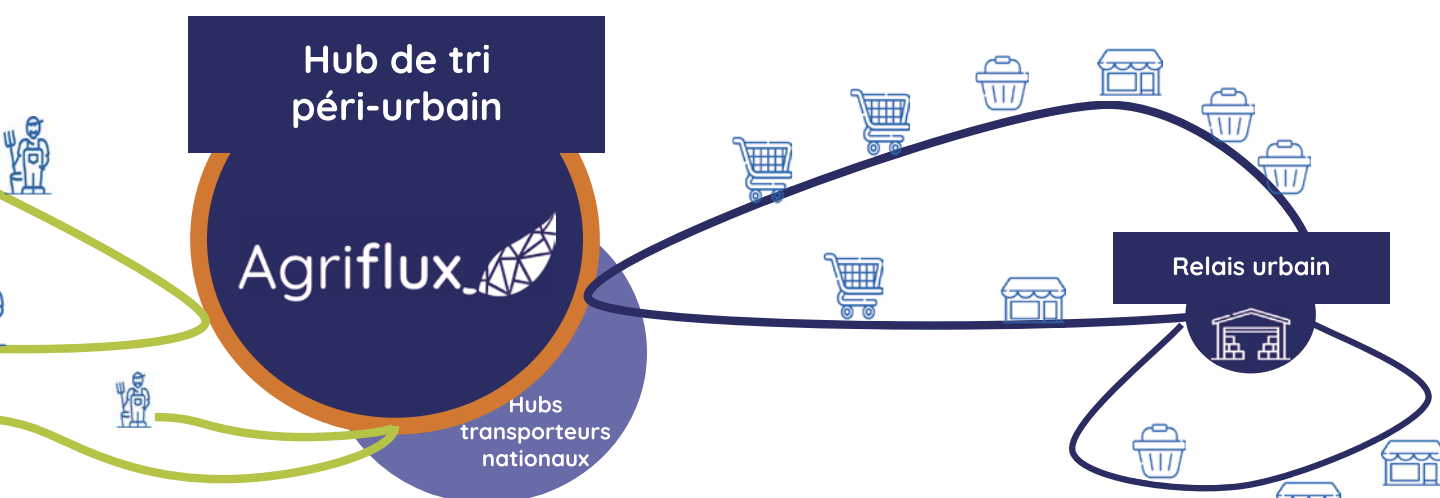 Hub de tri
péri-urbain
Agriflux
Relais urbain
Hubs
transporteurs
nationaux